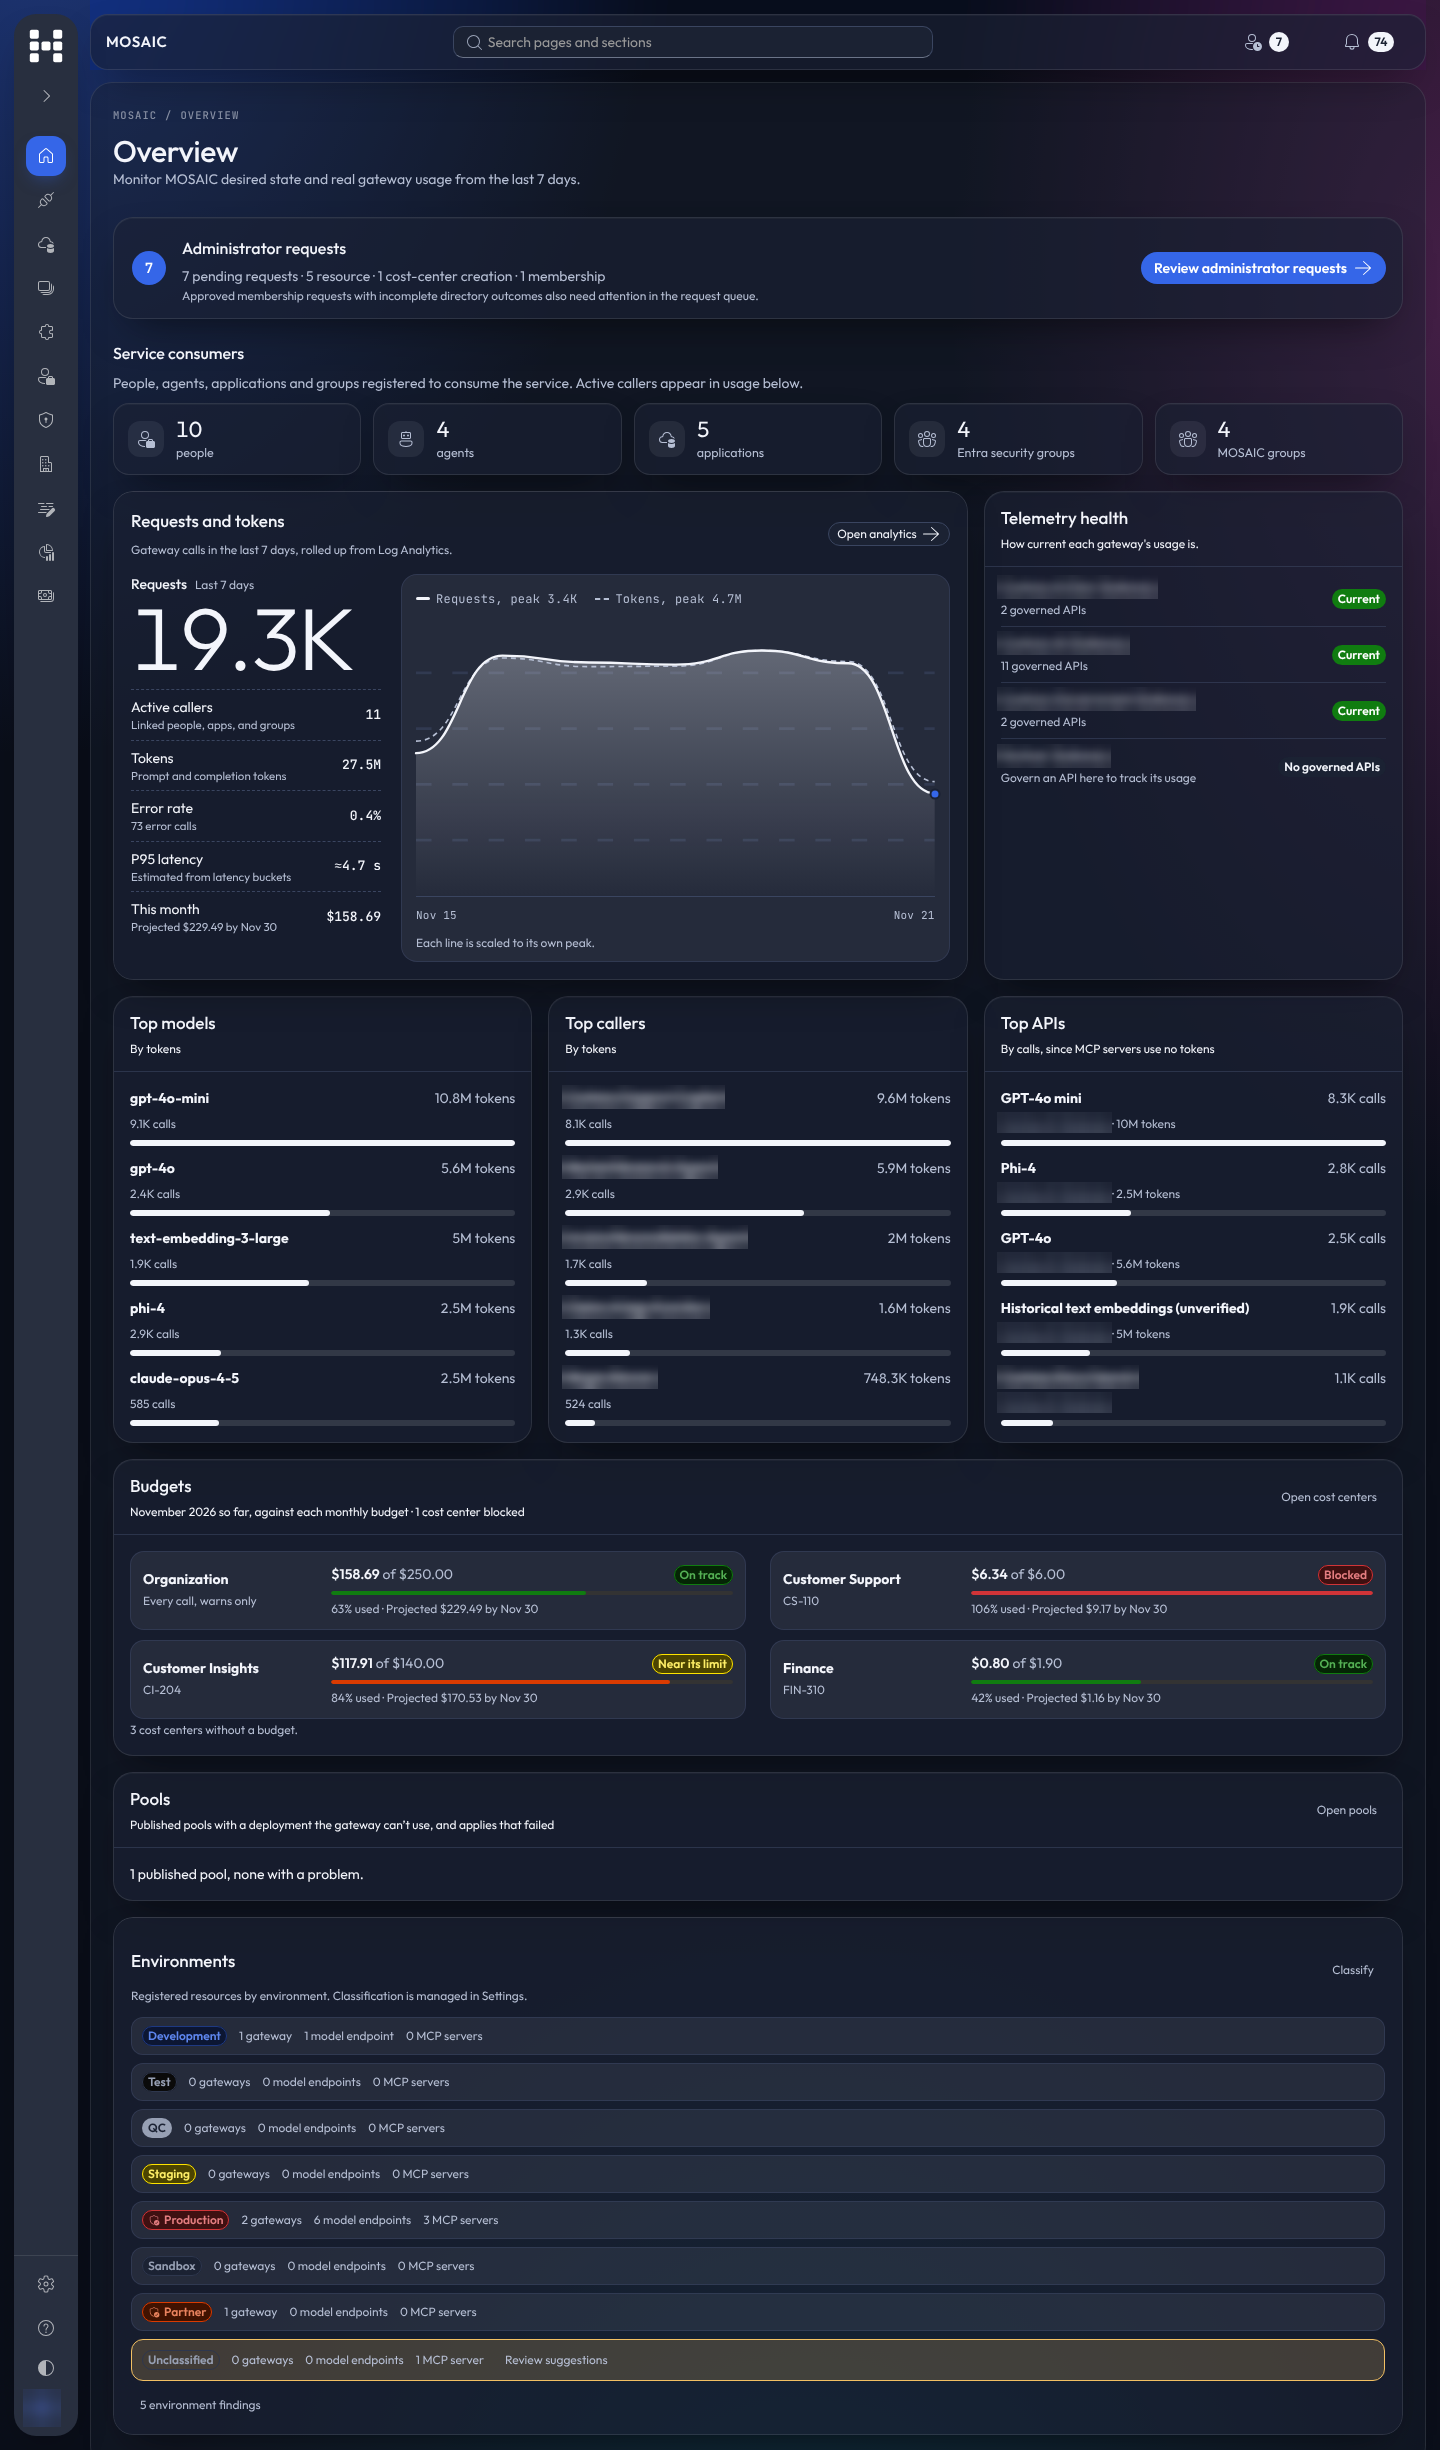 MOSAIC
Search pages and sections
7
74
MOSAIC / OVERVIEW
Overview
Monitor MOSAIC desired state and real gateway usage from the last 7 days.
7
Administrator requests
7 pending requests · 5 resource · 1 cost-center creation · 1 membership
Approved membership requests with incomplete directory outcomes also need attention in the request queue.
Review administrator requests
Service consumers
People, agents, applications and groups registered to consume the service. Active callers appear in usage below.
10
people
4
agents
5
applications
4
Entra security groups
4
MOSAIC groups
Requests and tokens
Gateway calls in the last 7 days, rolled up from Log Analytics.
Open analytics
Requests Last 7 days
19.3K
Active callers
Linked people, apps, and groups
11
Tokens
Prompt and completion tokens
27.5M
Error rate
73 error calls
0.4%
P95 latency
Estimated from latency buckets
≈4.7 s
This month
Projected $229.49 by Nov 30
$158.69
Requests, peak 3.4K
Tokens, peak 4.7M
Nov 15
Nov 21
Each line is scaled to its own peak.
Telemetry health
How current each gateway's usage is.
2 governed APIs
Current
11 governed APIs
Current
2 governed APIs
Current
Govern an API here to track its usage
No governed APIs
Top models
By tokens
gpt-4o-mini
10.8M tokens
9.1K calls
gpt-4o
5.6M tokens
2.4K calls
text-embedding-3-large
5M tokens
1.9K calls
phi-4
2.5M tokens
2.9K calls
claude-opus-4-5
2.5M tokens
585 calls
Top callers
By tokens
9.6M tokens
8.1K calls
5.9M tokens
2.9K calls
2M tokens
1.7K calls
1.6M tokens
1.3K calls
748.3K tokens
524 calls
Top APIs
By calls, since MCP servers use no tokens
GPT-4o mini
8.3K calls
· 10M tokens
Phi-4
2.8K calls
· 2.5M tokens
GPT-4o
2.5K calls
· 5.6M tokens
Historical text embeddings (unverified)
1.9K calls
· 5M tokens
1.1K calls
Budgets
November 2026 so far, against each monthly budget · 1 cost center blocked
Open cost centers
Organization
Every call, warns only
$158.69 of $250.00
On track
63% used · Projected $229.49 by Nov 30
Customer Support
CS-110
$6.34 of $6.00
Blocked
106% used · Projected $9.17 by Nov 30
Customer Insights
CI-204
$117.91 of $140.00
Near its limit
84% used · Projected $170.53 by Nov 30
Finance
FIN-310
$0.80 of $1.90
On track
42% used · Projected $1.16 by Nov 30
3 cost centers without a budget.
Pools
Published pools with a deployment the gateway can't use, and applies that failed
Open pools
1 published pool, none with a problem.
Environments
Registered resources by environment. Classification is managed in Settings.
Classify
Development 1 gateway 1 model endpoint 0 MCP servers
Test 0 gateways 0 model endpoints 0 MCP servers
QC 0 gateways 0 model endpoints 0 MCP servers
Staging 0 gateways 0 model endpoints 0 MCP servers
Production 2 gateways 6 model endpoints 3 MCP servers
Sandbox 0 gateways 0 model endpoints 0 MCP servers
Partner 1 gateway 0 model endpoints 0 MCP servers
Unclassified 0 gateways 0 model endpoints 1 MCP server Review suggestions
5 environment findings